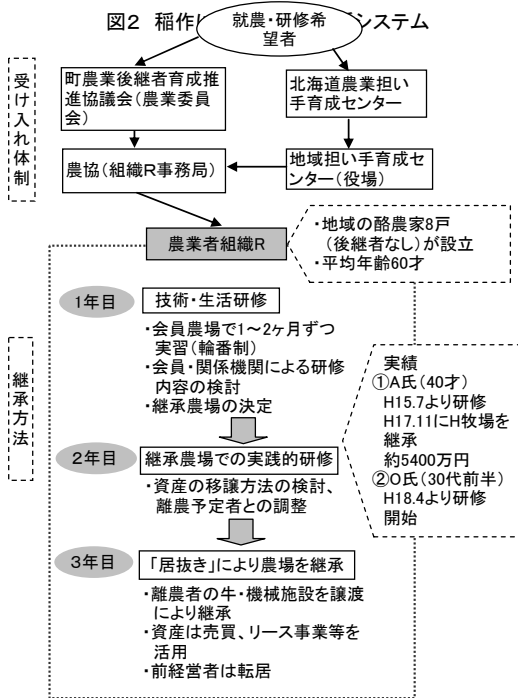 図2 稲作
システム
就農・研修希
望者
受け入れ体制
町農業後継者育成推
進協議会(農業委員
会)
北海道農業担い
手育成センター
農協(組織R事務局)
地域担い手育成セ
ンター(役場)
農業者組織R
・地域の酪農家8戸
(後継者なし)が設立
・平均年齢60才
継承方法
1年目
技術・生活研修
・会員農場で1～2ヶ月ずつ
実習(輪番制)
・会員・関係機関による研修
内容の検討
・継承農場の決定
2年目
継承農場での実践的研修
・資産の移譲方法の検討、
離農予定者との調整
3年目
「居抜き」により農場を継承
・離農者の牛・機械施設を譲渡
により継承
・資産は売買、リース事業等を
活用
・前経営者は転居
実績
①A氏(40才)
H15.7より研修
H17.11にH牧場を
継承
約5400万円
②O氏(30代前半)
H18.4より研修
開始